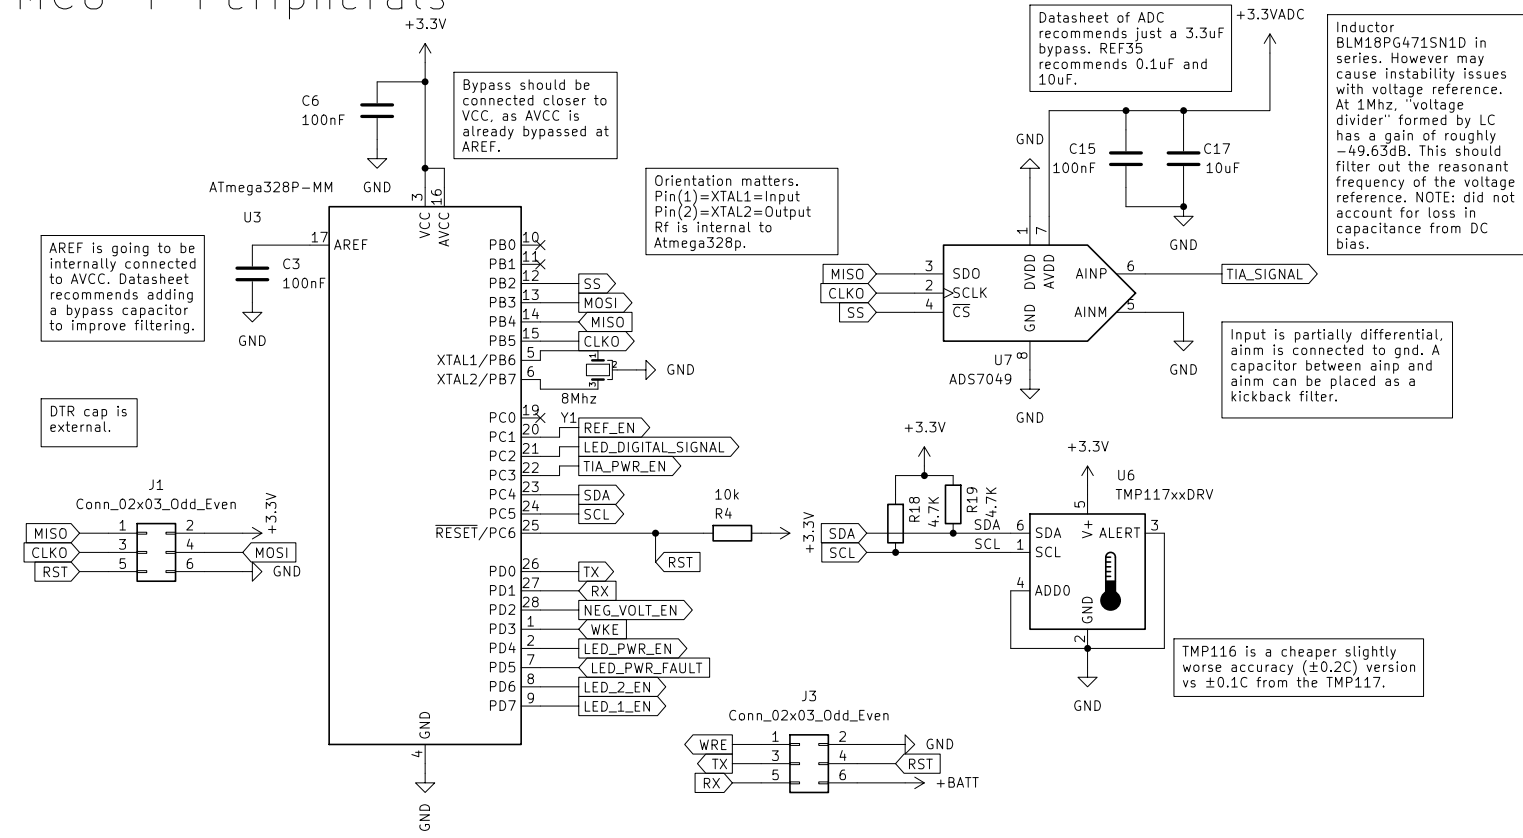 MCU + Peripherals
+3.3V
C6
100nF
GND
Bypass should be
connected closer to
VCC, as AVCC is
already bypassed at
AREF.
ATmega328P-MM
U3
AREF is going to be
internally connected
to AVCC. Datasheet
recommends adding
a bypass capacitor
to improve filtering.
C3
100nF
GND
DTR cap is
external.
17
AREF
3
VCC
16
AVCC
PB0
10
PB1
11
PB2
12
SS
PB3
13
MOSI
PB4
14
MISO
PB5
15
CLKO
XTAL1/PB6
5
XTAL2/PB7
6
1
2
3
GND
8Mhz
Y1
PC0
19
PC1
20
REF_EN
PC2
21
LED_DIGITAL_SIGNAL
PC3
22
TIA_PWR_EN
PC4
23
SDA
PC5
24
SCL
RESET/PC6
25
10k
R4
+3.3V
RST
PD0
26
TX
PD1
27
RX
PD2
28
NEG_VOLT_EN
PD3
1
WKE
PD4
2
LED_PWR_EN
PD5
7
LED_PWR_FAULT
PD6
8
LED_2_EN
PD7
9
LED_1_EN
GND
4
GND
J1
Conn_02x03_Odd_Even
MISO
1
2
+3.3V
CLKO
3
4
MOSI
RST
5
6
GND
Orientation matters.
Pin(1)=XTAL1=Input
Pin(2)=XTAL2=Output
Rf is internal to
Atmega328p.
Datasheet of ADC
recommends just a 3.3uF
bypass. REF35
recommends 0.1uF and
10uF.
+3.3VADC
Inductor
BLM18PG471SN1D in
series. However may
cause instability issues
with voltage reference.
At 1Mhz, "voltage
divider" formed by LC
has a gain of roughly
-49.63dB. This should
filter out the reasonant
frequency of the voltage
reference. NOTE: did not
account for loss in
capacitance from DC
bias.
GND
C15
100nF
C17
10uF
GND
1
7
MISO
3
SDO
CLKO
2
SCLK
SS
4
CS
DVDD
AVDD
GND
AINP
6
TIA_SIGNAL
AINM
5
GND
U7
ADS7049
8
GND
Input is partially differential,
ainm is connected to gnd. A
capacitor between ainp and
ainm can be placed as a
kickback filter.
+3.3V
R18
4.7K
R19
4.7K
SDA
SCL
SDA
SCL
+3.3V
U6
TMP117xxDRV
5
V+
6
SDA
1
SCL
4
ADD0
ALERT
3
GND
2
GND
TMP116 is a cheaper slightly
worse accuracy (±0.2C) version
vs ±0.1C from the TMP117.
J3
Conn_02x03_Odd_Even
WRE
1
2
GND
TX
3
4
RST
RX
5
6
+BATT